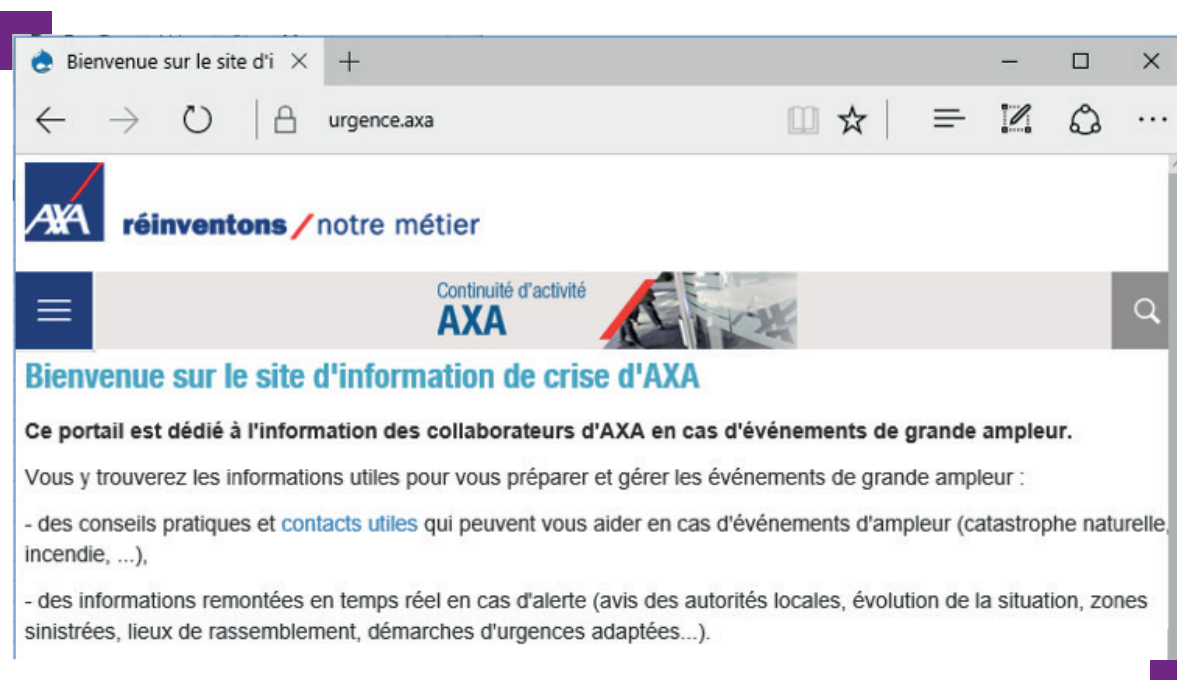 Bienvenue sur le site d'i
urgence.axa
AXA
réinventons / notre métier
Continuité d'activité
AXA
Bienvenue sur le site d'information de crise d'AXA
Ce portail est dédié à l'information des collaborateurs d'AXA en cas d'événements de grande ampleur.
Vous y trouverez les informations utiles pour vous préparer et gérer les événements de grande ampleur :
- des conseils pratiques et contacts utiles qui peuvent vous aider en cas d'événements d'ampleur (catastrophe naturelle,
incendie, ...),
- des informations remontées en temps réel en cas d'alerte (avis des autorités locales, évolution de la situation, zones
sinistrées, lieux de rassemblement, démarches d'urgences adaptées...).